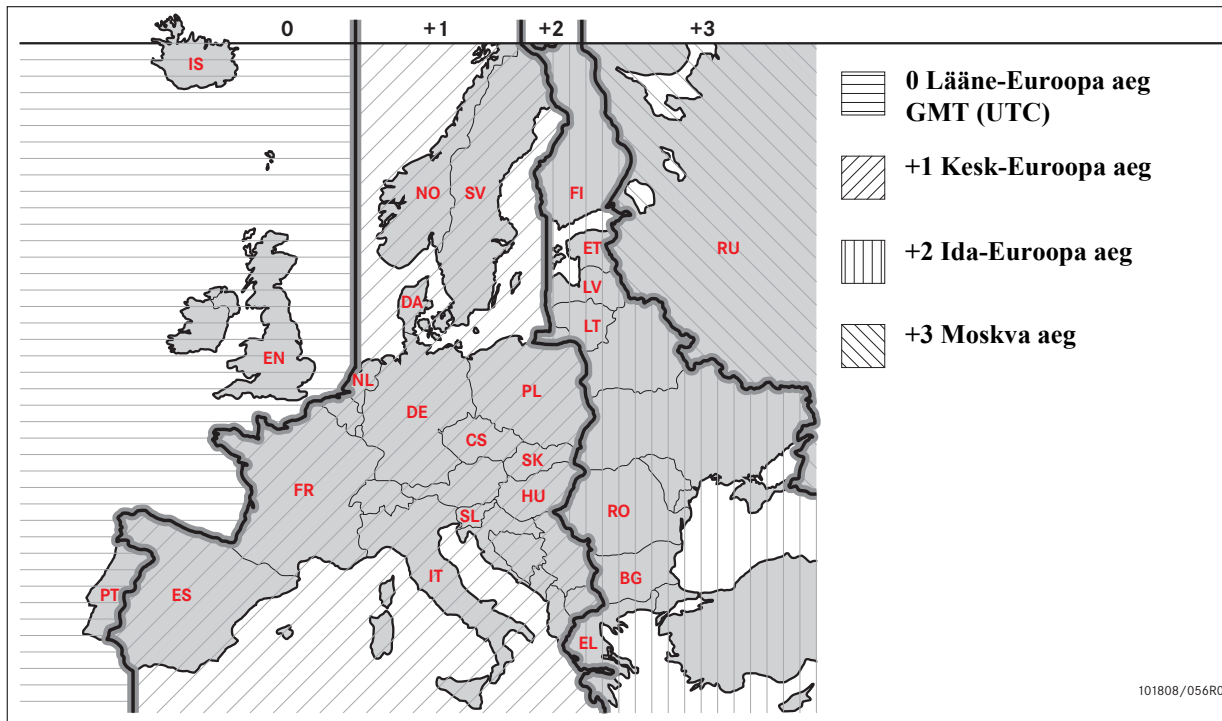 0
+1
+2
+3
IS
0 Lääne-Euroopa aeg
GMT (UTC)
+1 Kesk-Euroopa aeg
NO
SV
FI
ET
RU
+2 Ida-Euroopa aeg
LV
DA
LT
+3 Moskva aeg
EN
NL
PL
DE
CS
SK
FR
HU
SL
RO
IT
BG
PT
ES
EL
101808/056R0